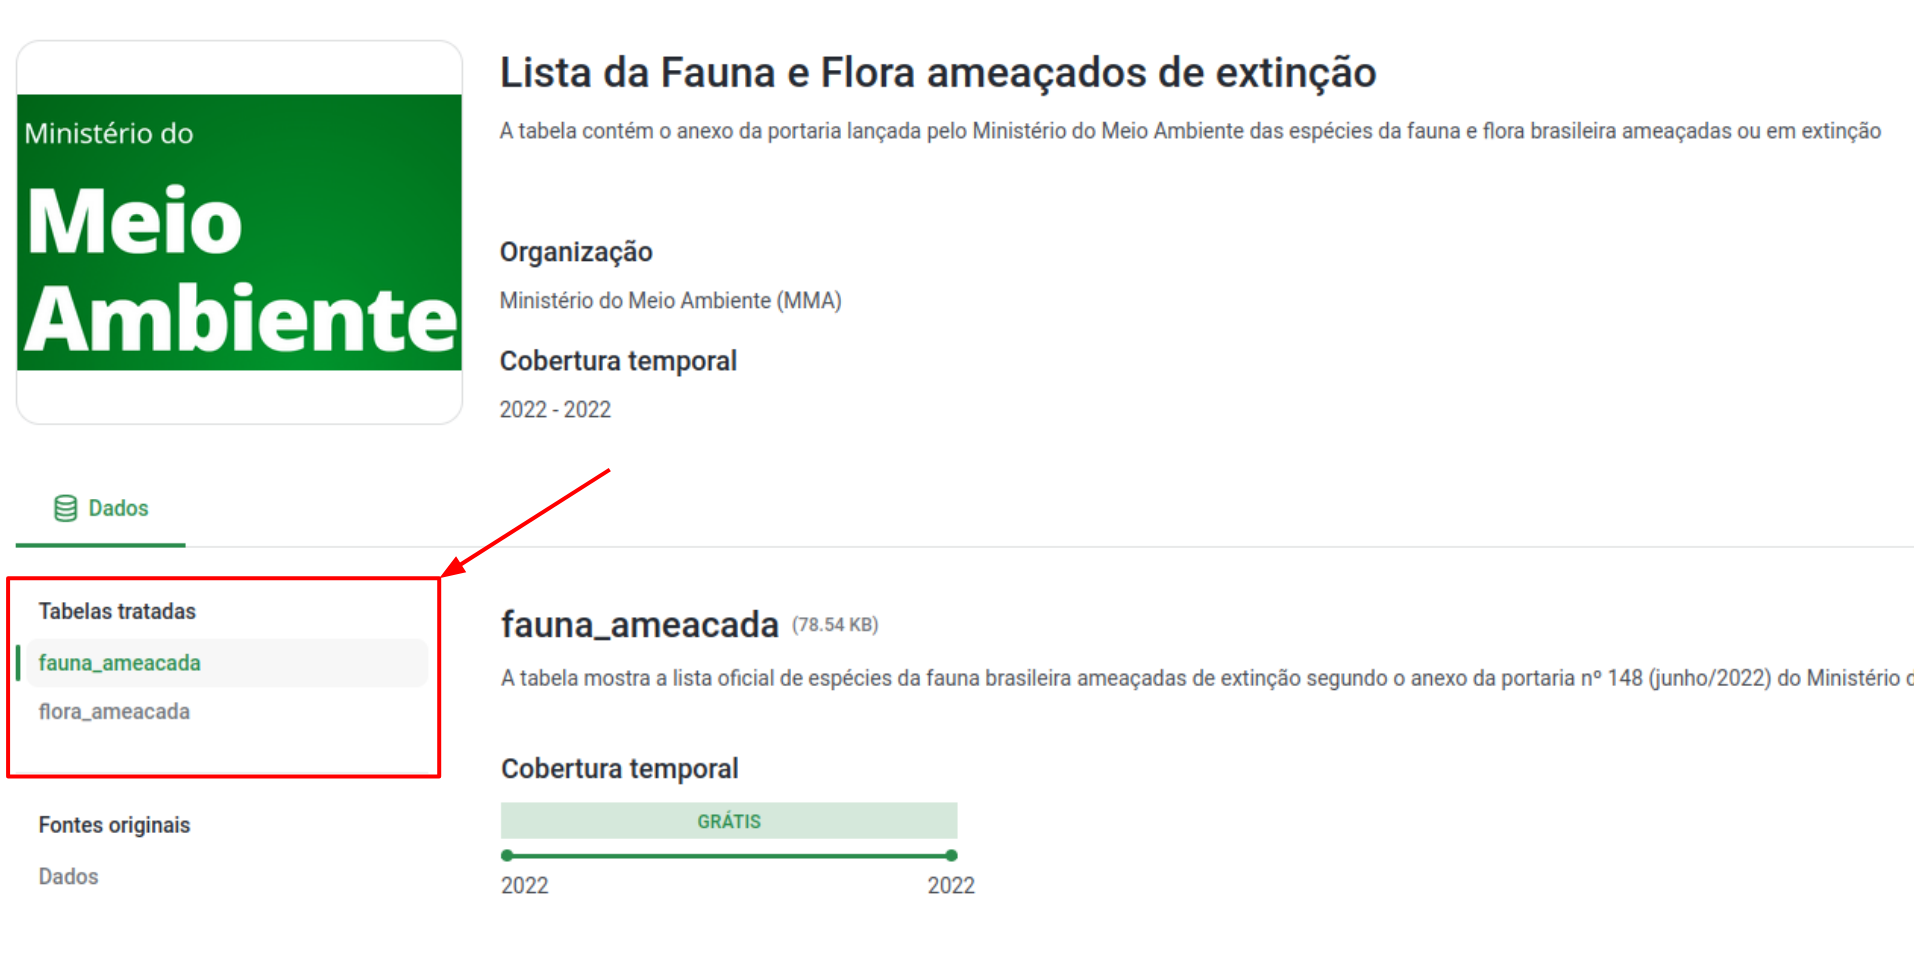 Ministério do
Meio
Ambiente
Lista da Fauna e Flora ameaçados de extinção
A tabela contém o anexo da portaria lançada pelo Ministério do Meio Ambiente das espécies da fauna e flora brasileira ameaçadas ou em extinção
Organização
Ministério do Meio Ambiente (MMA)
Cobertura temporal
2022 - 2022
Dados
Tabelas tratadas
fauna_ameacada
flora_ameacada
Fontes originais
Dados
fauna_ameacada (78.54 KB)
A tabela mostra a lista oficial de espécies da fauna brasileira ameaçadas de extinção segundo o anexo da portaria nº 148 (junho/2022) do Ministério
Cobertura temporal
GRÁTIS
2022 2022